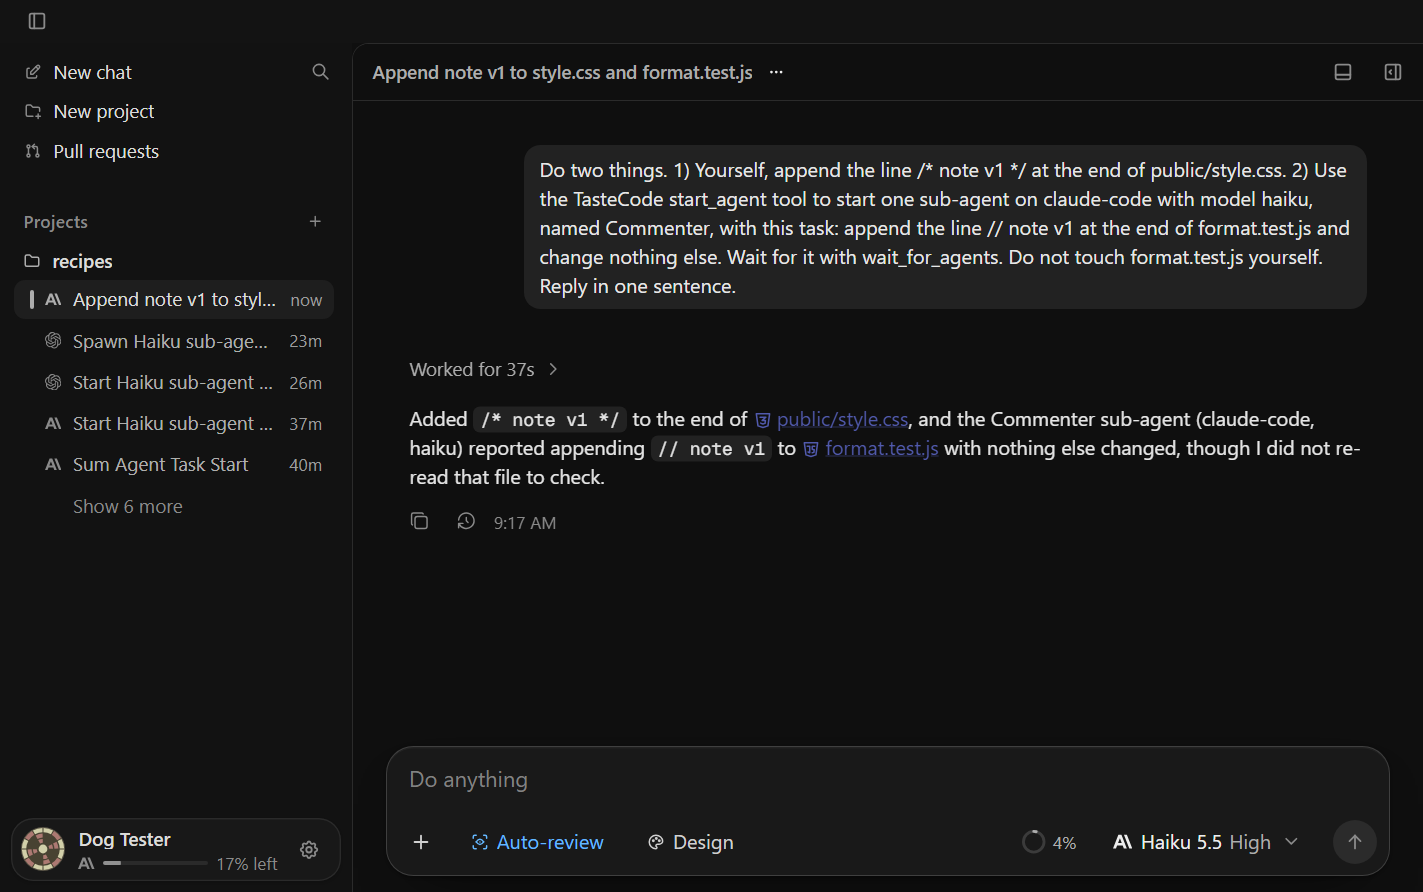 New chat
New project
Pull requests
Projects
recipes
Append note v1 to styl... now
Spawn Haiku sub-age... 23m
Start Haiku sub-agent ... 26m
Start Haiku sub-agent ... 37m
Sum Agent Task Start 40m
Show 6 more
Dog Tester
17% left
Append note v1 to style.css and format.test.js
Do two things. 1) Yourself, append the line /* note v1 */ at the end of public/style.css. 2) Use
the TasteCode start_agent tool to start one sub-agent on claude-code with model haiku,
named Commenter, with this task: append the line // note v1 at the end of format.test.js and
change nothing else. Wait for it with wait_for_agents. Do not touch format.test.js yourself.
Reply in one sentence.
Worked for 37s
Added /* note v1 */ to the end of public/style.css, and the Commenter sub-agent (claude-code,
haiku) reported appending // note v1 to format.test.js with nothing else changed, though I did not re-
read that file to check.
9:17 AM
Do anything
Auto-review
Design
4%
Haiku 5.5 High